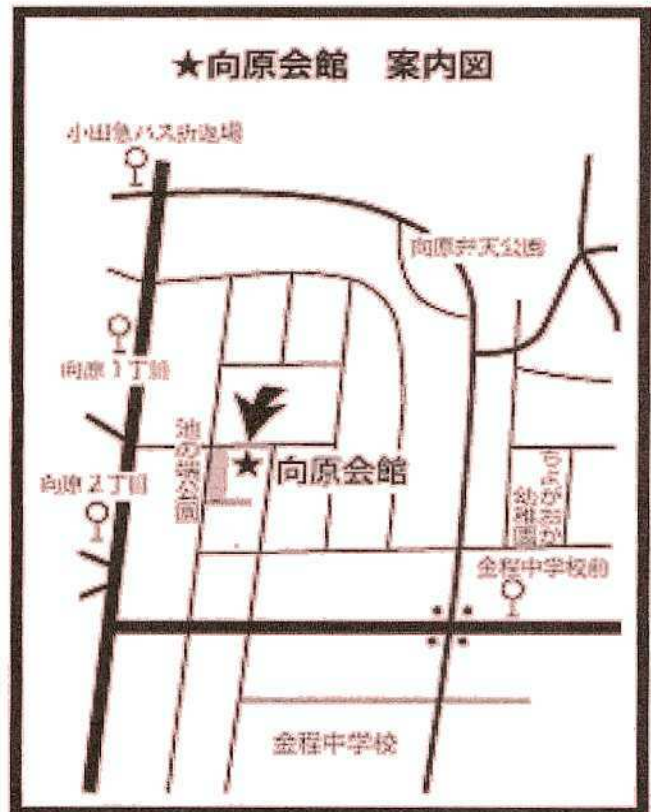 ★向原会館 案内図
小田急バス折返場
向原弁天公園
向原1丁目
池の端公園
★向原会館
向原2丁目
うらがおか
幼稚園
金程中学校前
金程中学校